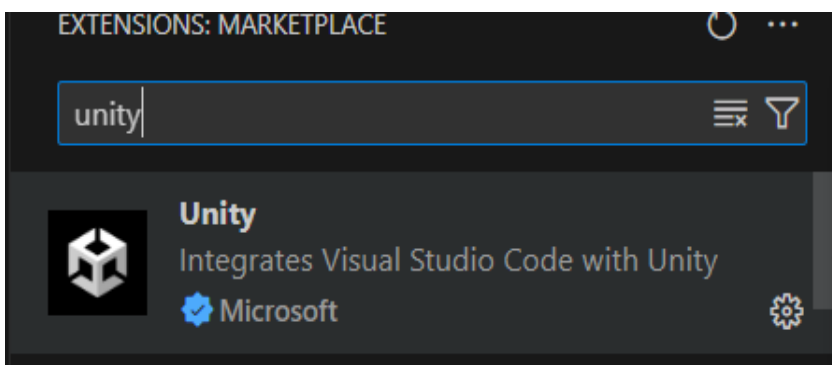 EXTENSIONS: MARKETPLACE
unity
Unity
Integrates Visual Studio Code with Unity
Microsoft